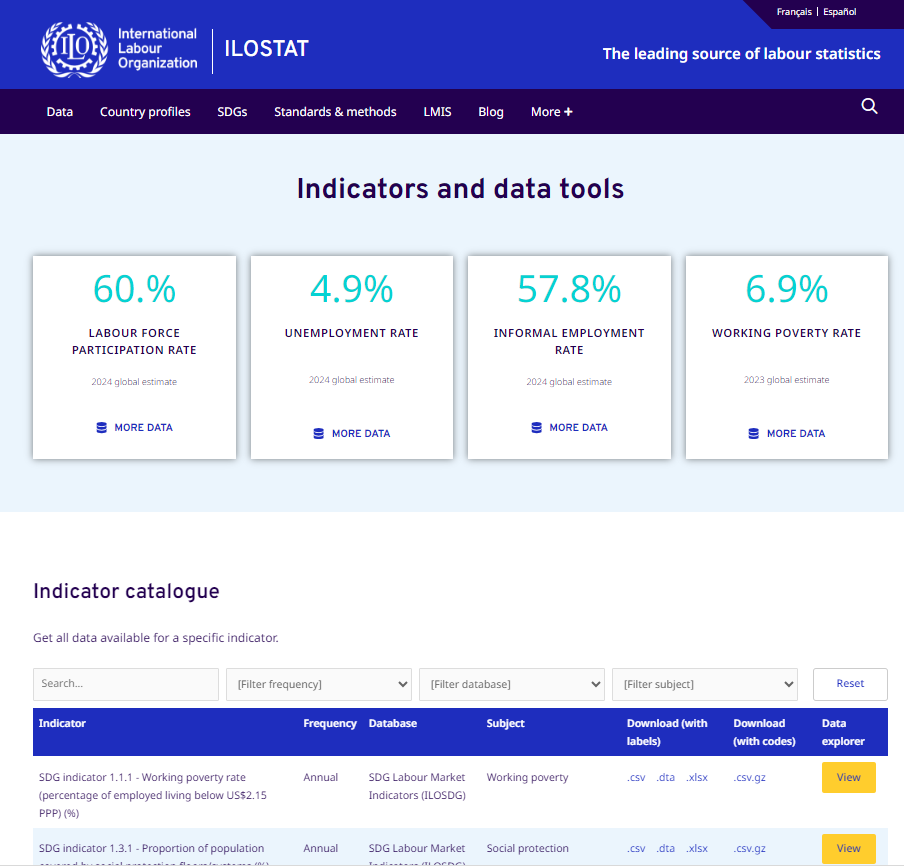 Français | Español
International
Labour
Organization
ILO
ILOSTAT
The leading source of labour statistics
Data Country profiles SDGs Standards & methods LMIS Blog More +
Indicators and data tools
60.% 4.9% 57.8% 6.9%
LABOUR FORCE PARTICIPATION RATE
UNEMPLOYMENT RATE
INFORMAL EMPLOYMENT RATE
WORKING POVERTY RATE
2024 global estimate 2024 global estimate 2024 global estimate 2023 global estimate
MORE DATA MORE DATA MORE DATA MORE DATA
Indicator catalogue
Get all data available for a specific indicator.
Search... [Filter frequency] [Filter database] [Filter subject] Reset
Indicator Frequency Database Subject Download (with labels) Download (with codes) Data explorer
SDG indicator 1.1.1 - Working poverty rate (percentage of employed living below US$2.15 PPP) (%) Annual SDG Labour Market Indicators (ILOSDG) Working poverty .csv .dta .xlsx .csv.gz View
SDG indicator 1.3.1 - Proportion of population covered by social protection floors/systems (%) Annual SDG Labour Market Indicators (ILOSDG) Social protection .csv .dta .xlsx .csv.gz View